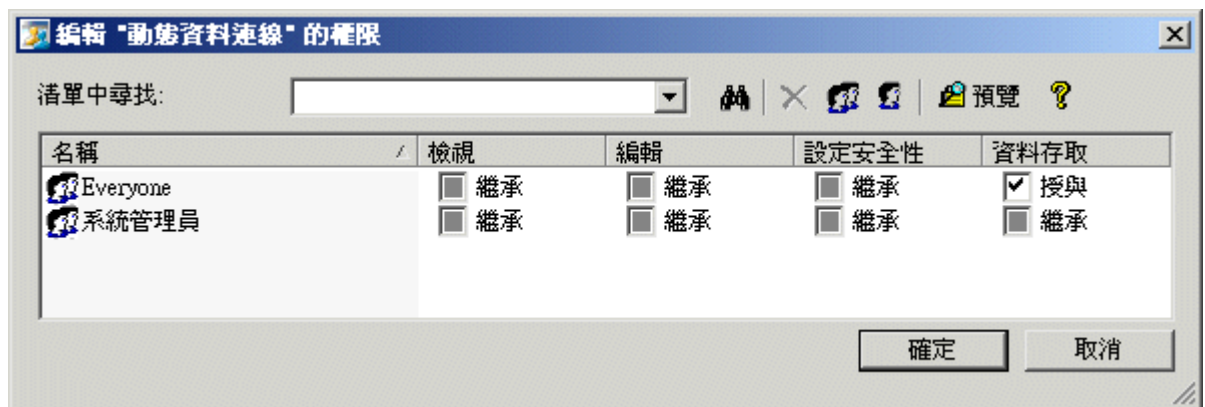 編輯 "動態資料連線" 的權限
清單中尋找: 預覽
名稱 檢視 編輯 設定安全性 資料存取
Everyone 繼承 繼承 繼承 授與
系統管理員 繼承 繼承 繼承 繼承
確定 取消